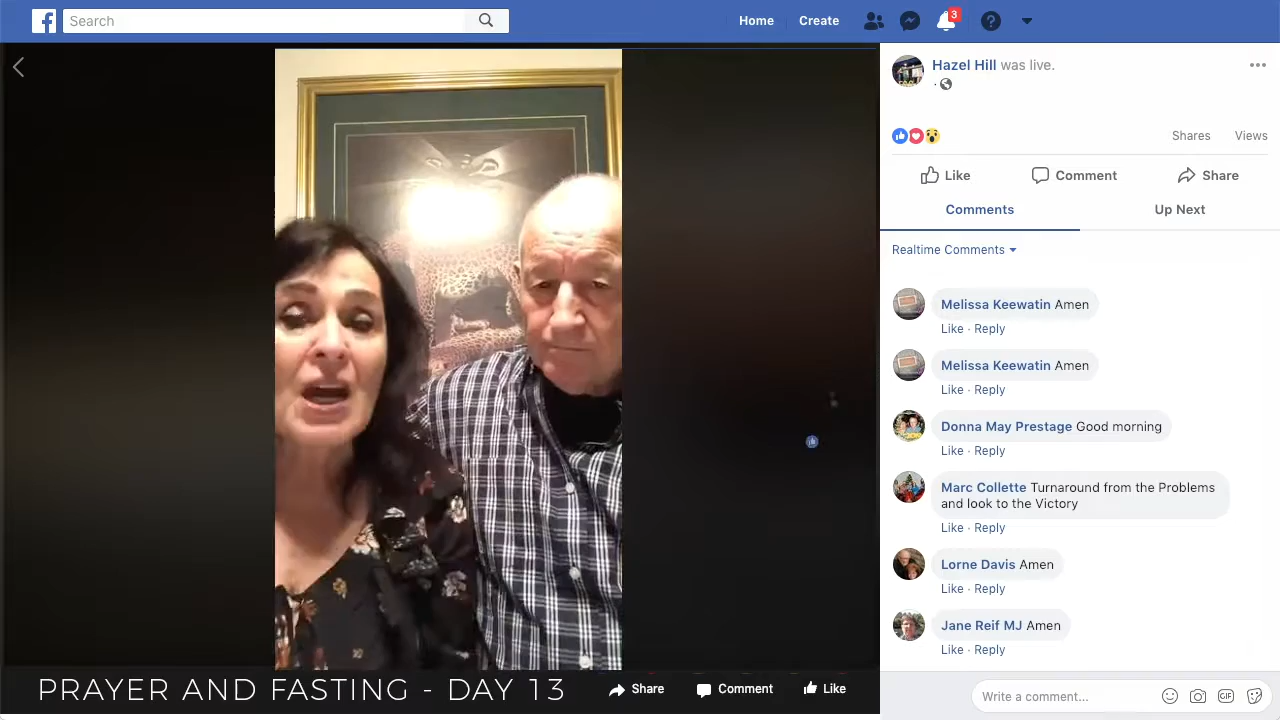 Search
Home
Create
3
Hazel Hill was live.
Shares
Views
Like
Comment
Share
Comments
Up Next
Realtime Comments
Melissa Keewatin Amen
Like · Reply
Melissa Keewatin Amen
Like · Reply
Donna May Prestage Good morning
Like · Reply
Marc Collette Turnaround from the Problems
and look to the Victory
Like · Reply
Lorne Davis Amen
Like · Reply
Jane Reif MJ Amen
Like · Reply
PRAYER AND FASTING - DAY 13
Share
Comment
Like
Write a comment...
GIF